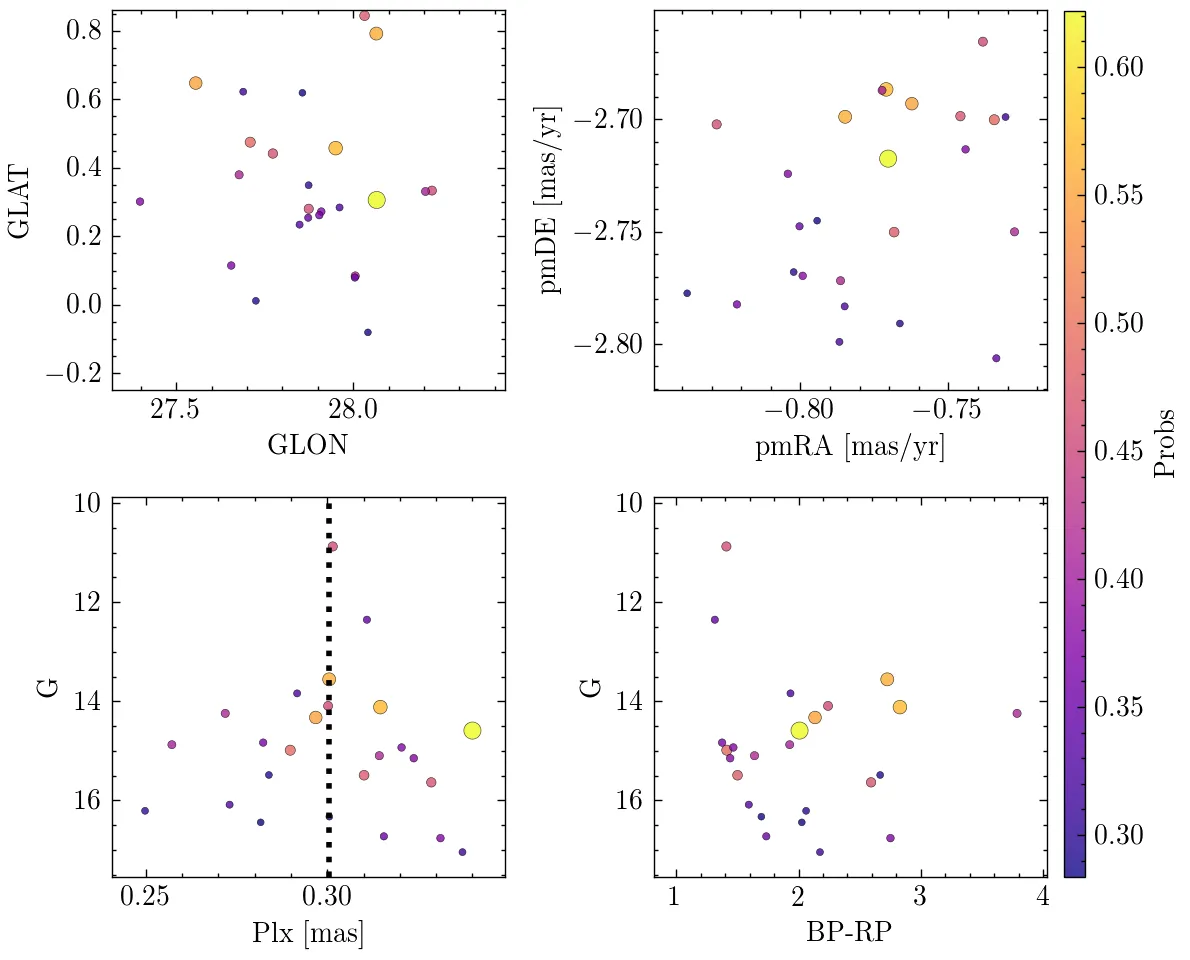 0.8
0.6
0.4
0.2
0.0
−0.2
GLAT
27.5 28.0
GLON
−2.70
−2.75
−2.80
pmDE [mas/yr]
−0.80 −0.75
pmRA [mas/yr]
10
12
14
16
G
0.25 0.30
Plx [mas]
10
12
14
16
G
1 2 3 4
BP-RP
0.60
0.55
0.50
0.45
0.40
0.35
0.30
Probs